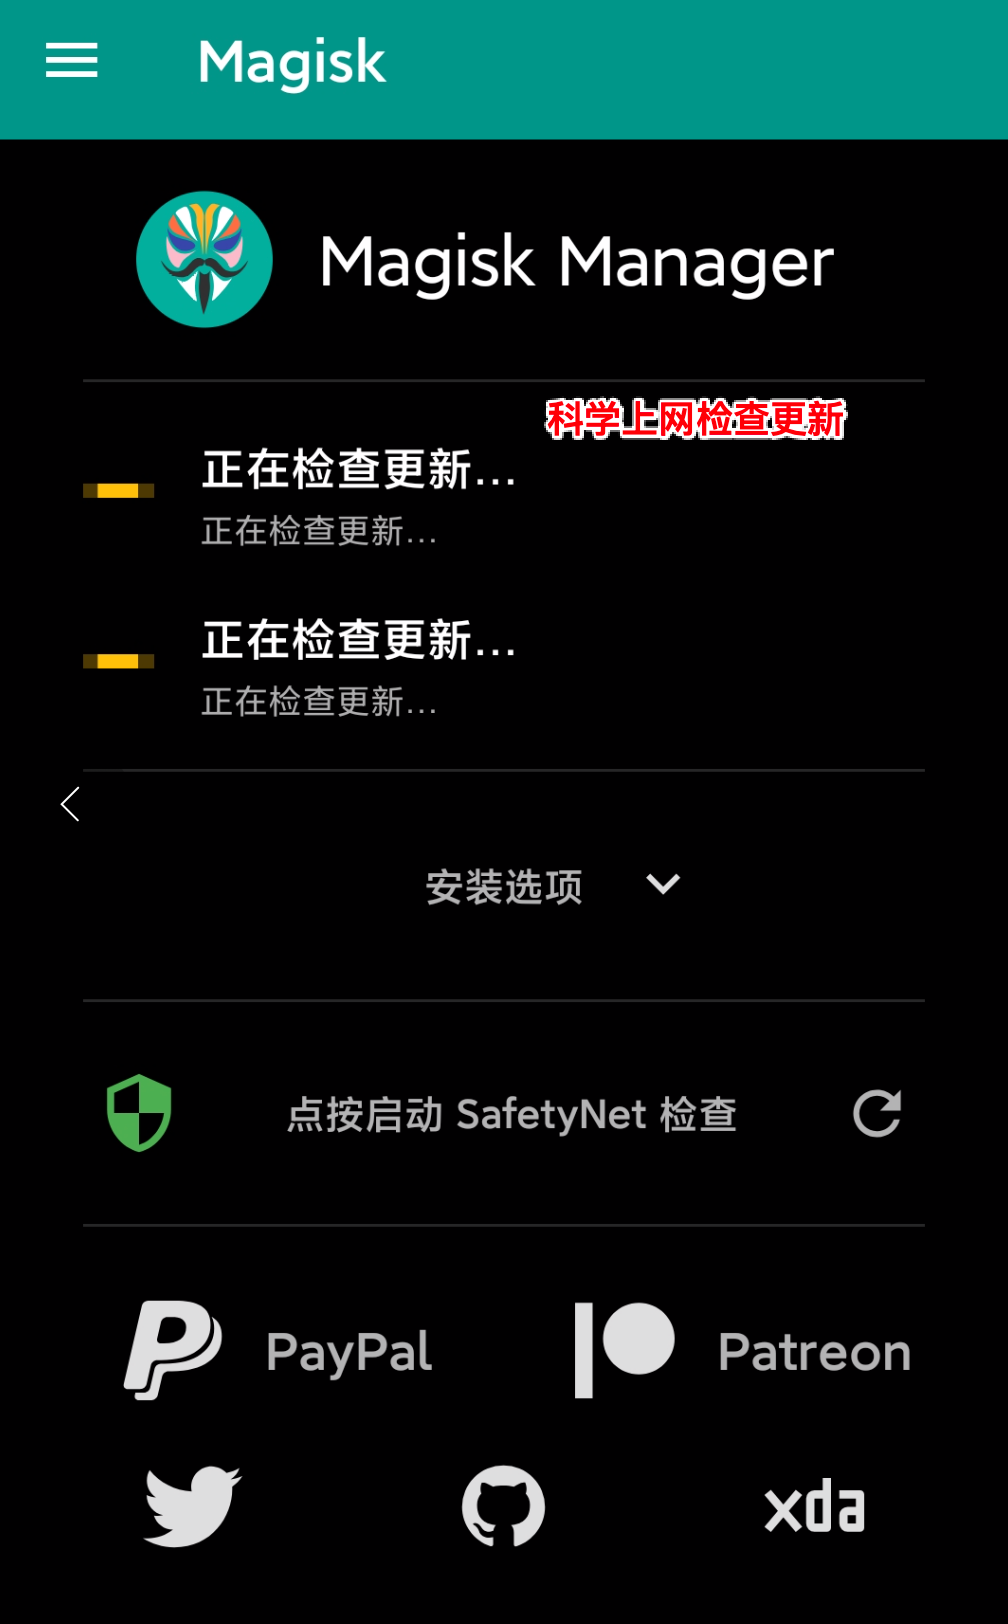 Magisk
Magisk Manager
科学上网检查更新
正在检查更新...
正在检查更新...
正在检查更新...
正在检查更新...
安装选项
点按启动 SafetyNet 检查
PayPal
Patreon
xda